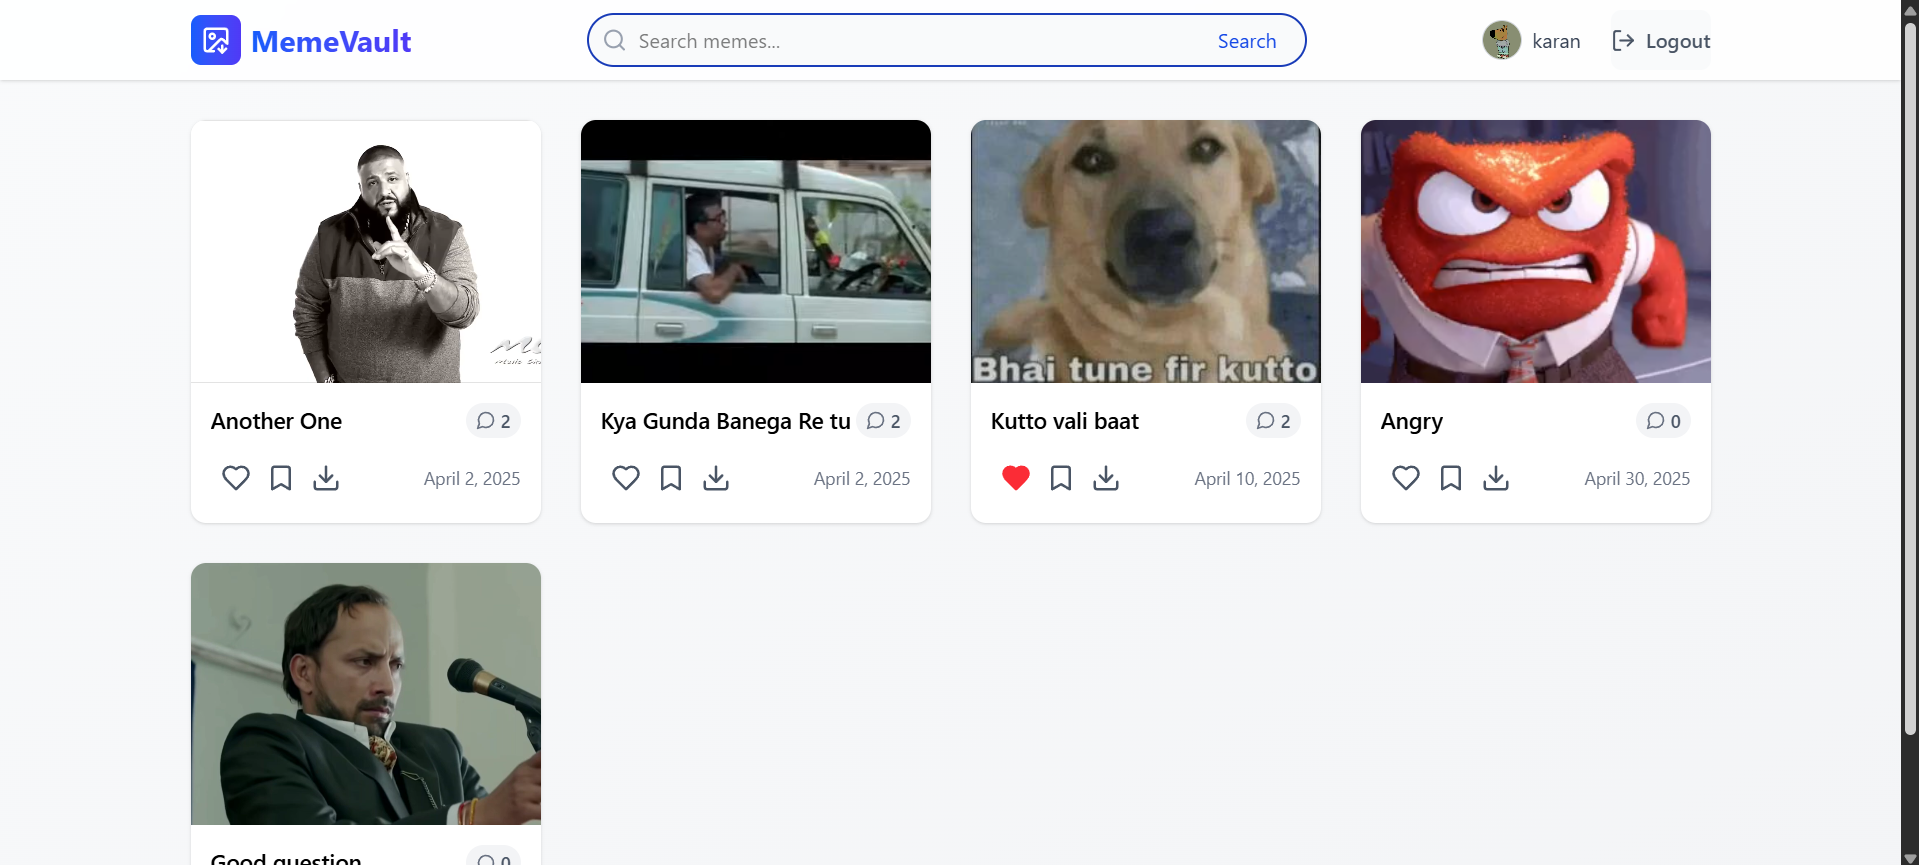 MemeVault
Search memes...
Search
karan
Logout
Bhai tune fir kutto
Another One
2
Kya Gunda Banega Re tu
2
Kutto vali baat
2
Angry
0
April 2, 2025
April 2, 2025
April 10, 2025
April 30, 2025
Good question
0